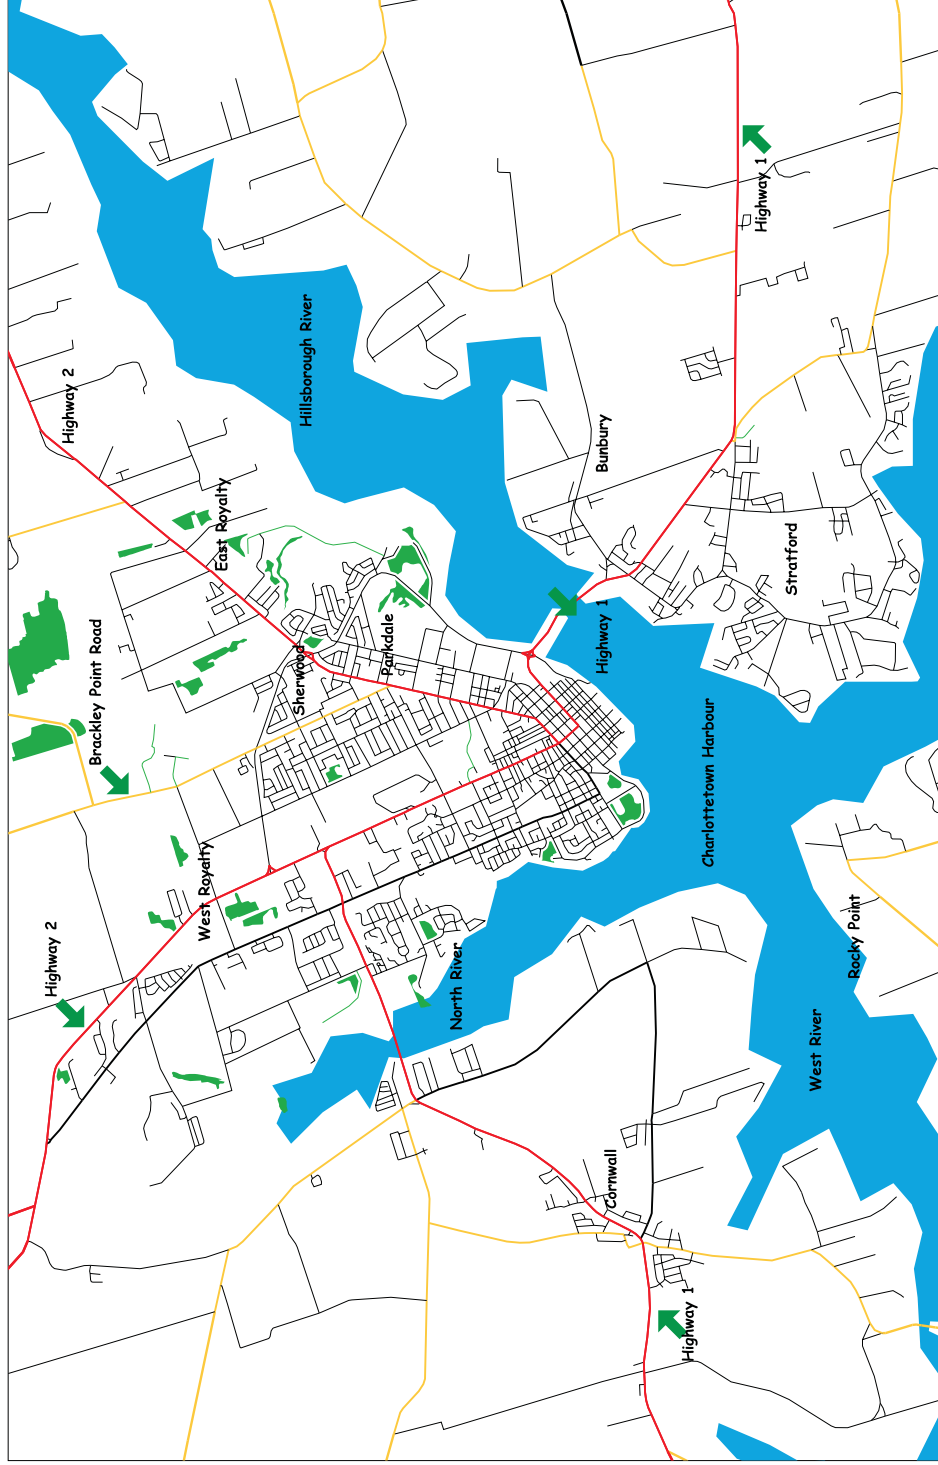 Highway 2
Brackley Point Road
Highway 2
West Royalty
East Royalty
Sherwood
Hillsborough River
Parkdale
North River
Highway 1
Bunbury
Cornwall
Highway 1
Charlottetown Harbour
Highway 1
Stratford
West River
Rocky Point